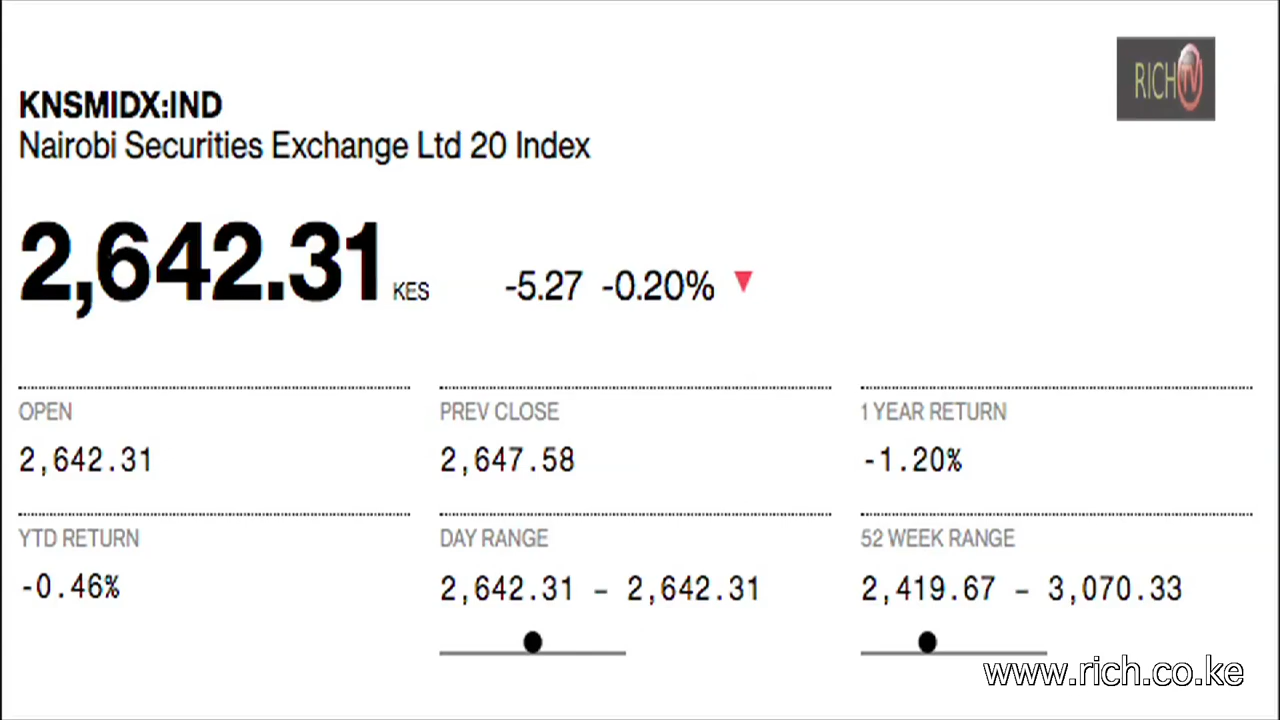 RICH TV
KNSMIDX:IND
Nairobi Securities Exchange Ltd 20 Index
2,642.31 KES -5.27 -0.20% ▼
OPEN PREV CLOSE 1 YEAR RETURN
2,642.31 2,647.58 -1.20%
YTD RETURN DAY RANGE 52 WEEK RANGE
-0.46% 2,642.31 – 2,642.31 2,419.67 – 3,070.33
www.rich.co.ke